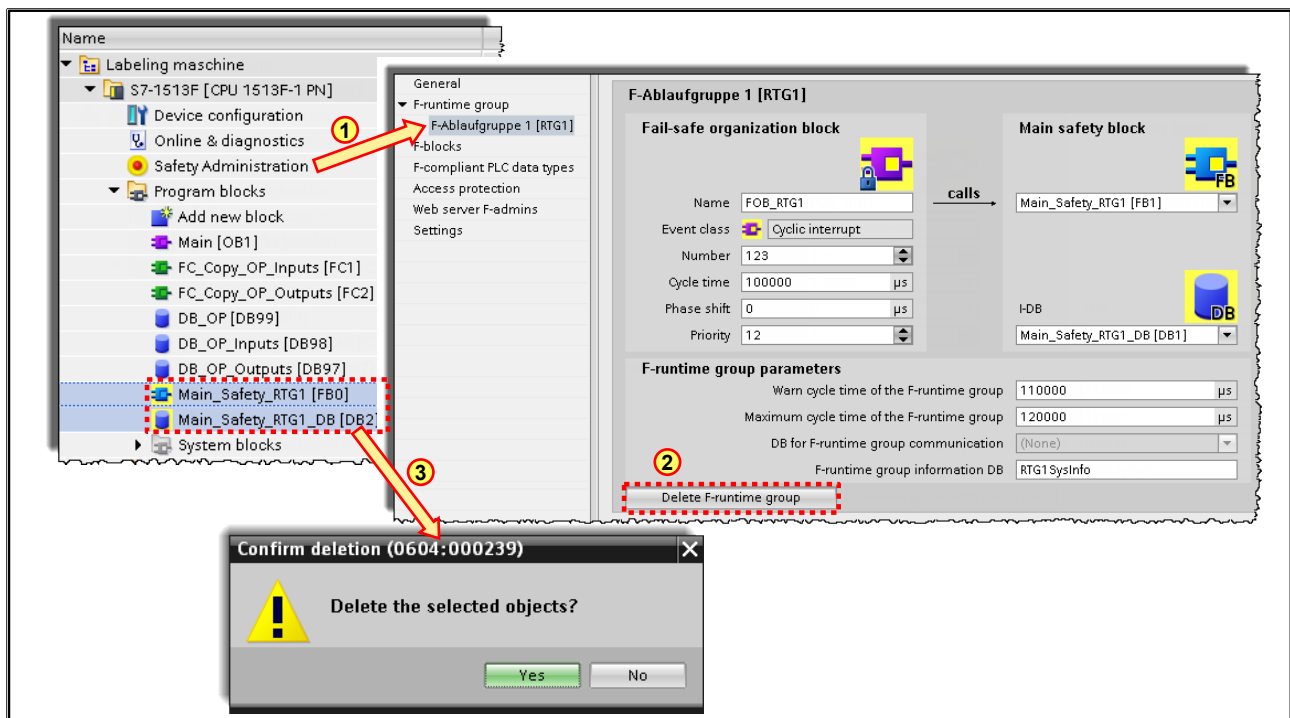 Name
Labeling maschine
S7-1513F [CPU 1513F-1 PN]
Device configuration
Online & diagnostics
Safety Administration
Program blocks
Add new block
Main [OB1]
FC_Copy_OP_Inputs [FC1]
FC_Copy_OP_Outputs [FC2]
DB_OP [DB99]
DB_OP_Inputs [DB98]
DB_OP_Outputs [DB97]
Main_Safety_RTG1 [FB0]
Main_Safety_RTG1_DB [DB2]
System blocks
1
General
F-runtime group
F-Ablaufgruppe 1 [RTG1]
F-blocks
F-compliant PLC data types
Access protection
Web server F-admins
Settings
F-Ablaufgruppe 1 [RTG1]
Fail-safe organization block
Name FOB_RTG1
Event class Cyclic interrupt
Number 123
Cycle time 100000 µs
Phase shift 0 µs
Priority 12
calls
Main safety block
FB
Main_Safety_RTG1 [FB1]
DB
I-DB
Main_Safety_RTG1_DB [DB1]
F-runtime group parameters
Warn cycle time of the F-runtime group 110000 µs
Maximum cycle time of the F-runtime group 120000 µs
DB for F-runtime group communication (None)
F-runtime group information DB RTG1SysInfo
2
Delete F-runtime group
3
Confirm deletion (0604:000239)
Delete the selected objects?
Yes No